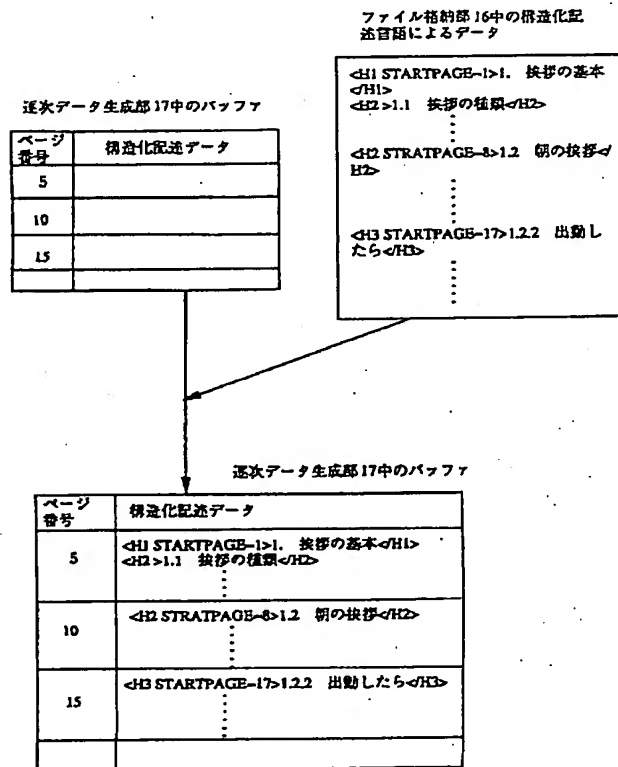 ファイル格納部16中の構造化記
述言語によるデータ
<H1 STARTPAGE=1>1. 挨拶の基本
</H1>
<H2>1.1 挨拶の種類</H2>
<H2 STRATPAGE=8>1.2 朝の挨拶</
H2>
<H3 STARTPAGE=17>1.2.2 出勤し
たら</H3>
逐次データ生成部17中のバッファ
ページ
番号
構造化記述データ
5
10
15
逐次データ生成部17中のバッファ
ページ
番号
構造化記述データ
5
<H1 STARTPAGE=1>1. 挨拶の基本</H1>
<H2>1.1 挨拶の種類</H2>
10
<H2 STRATPAGE=8>1.2 朝の挨拶</H2>
15
<H3 STARTPAGE=17>1.2.2 出勤したら</H3>